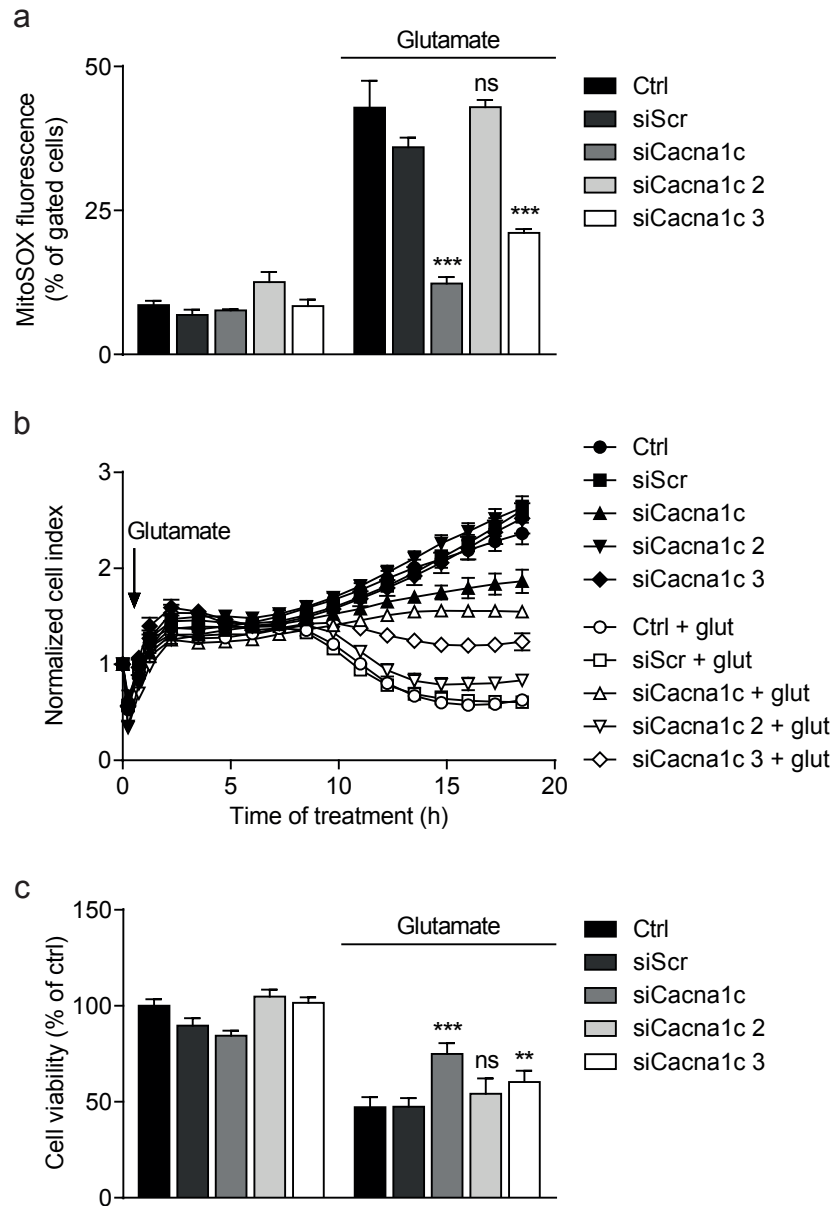 a
Glutamate
MitoSOX fluorescence
(% of gated cells)
50
25
0
ns
***
***
Ctrl
siScr
siCacna1c
siCacna1c 2
siCacna1c 3
b
Normalized cell index
3
2
1
0
Glutamate
0
5
10
15
20
Time of treatment (h)
Ctrl
siScr
siCacna1c
siCacna1c 2
siCacna1c 3
Ctrl + glut
siScr + glut
siCacna1c + glut
siCacna1c 2 + glut
siCacna1c 3 + glut
c
Cell viability (% of ctrl)
150
100
50
0
Glutamate
***
ns
**
Ctrl
siScr
siCacna1c
siCacna1c 2
siCacna1c 3